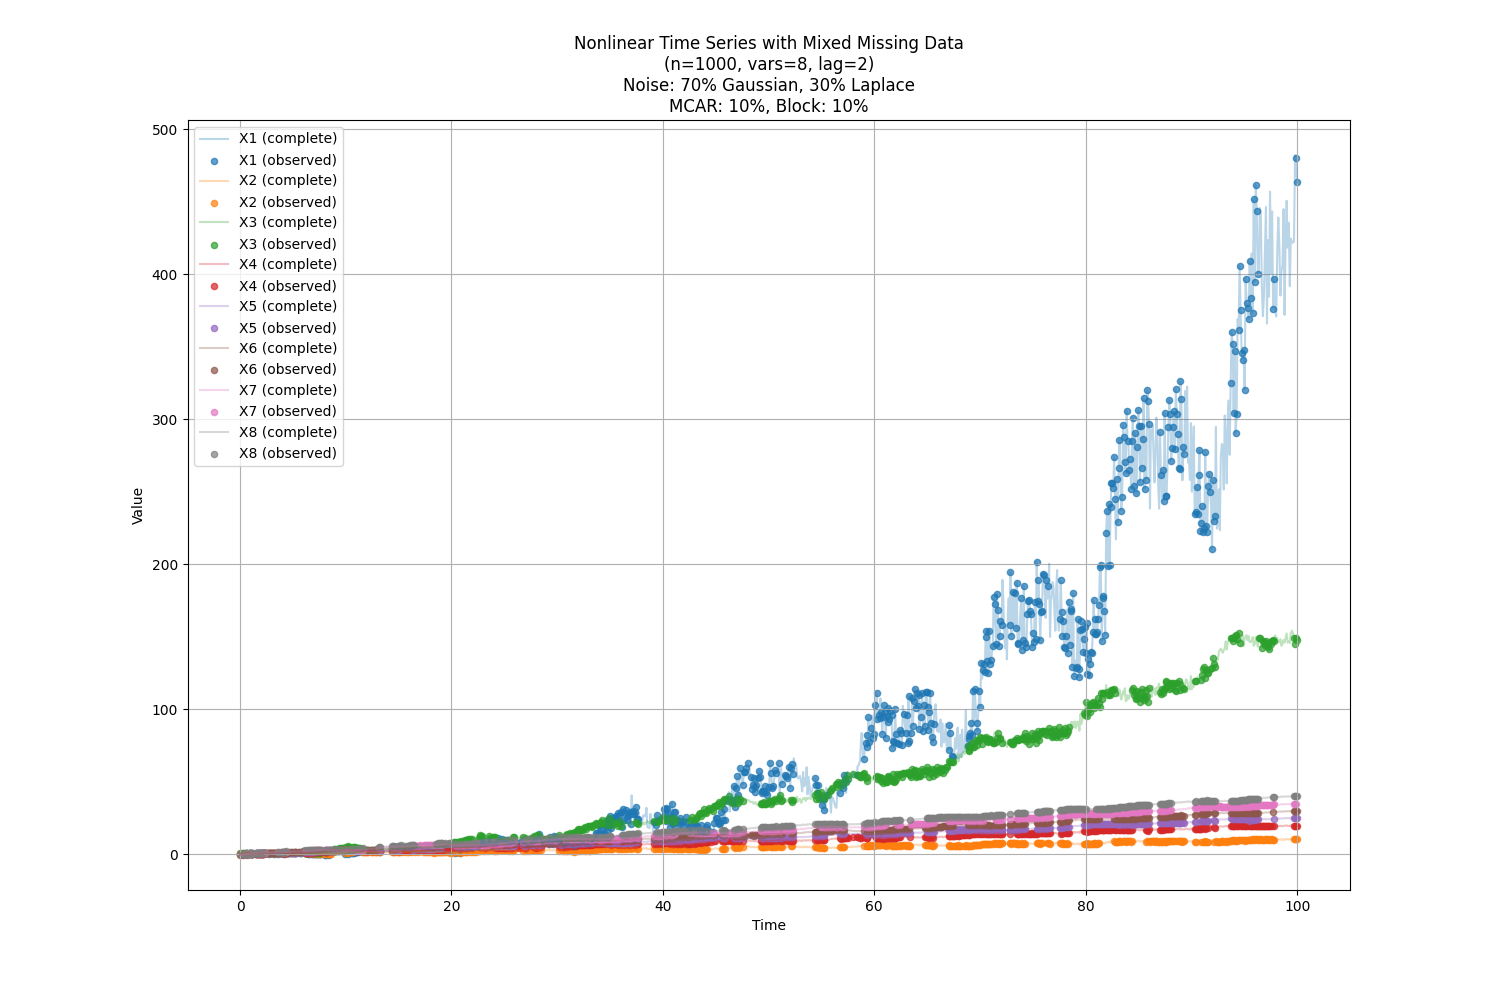 Nonlinear Time Series with Mixed Missing Data
(n=1000, vars=8, lag=2)
Noise: 70% Gaussian, 30% Laplace
MCAR: 10%, Block: 10%
X1 (complete)
X1 (observed)
X2 (complete)
X2 (observed)
X3 (complete)
X3 (observed)
X4 (complete)
X4 (observed)
X5 (complete)
X5 (observed)
X6 (complete)
X6 (observed)
X7 (complete)
X7 (observed)
X8 (complete)
X8 (observed)
Value
500
400
300
200
100
0
0 20 40 60 80 100
Time